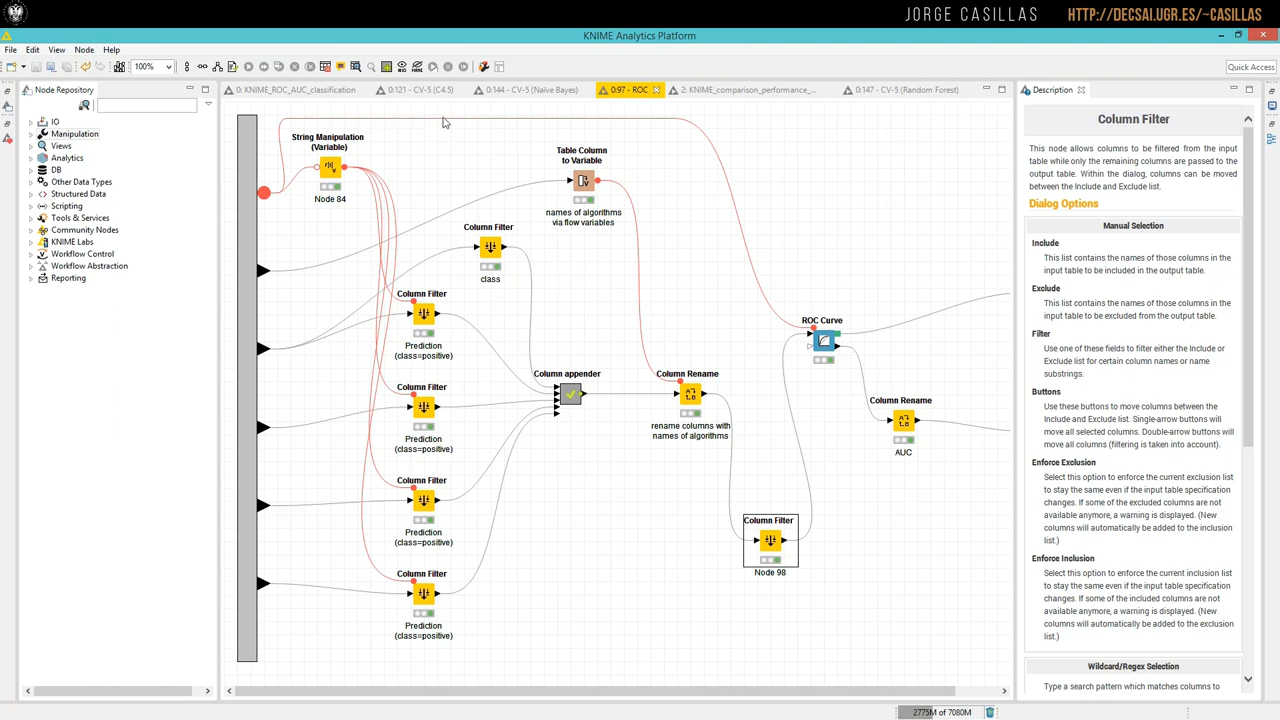 JORGE CASILLAS
HTTP://DECSAI.UGR.ES/~CASILLAS
KNIME Analytics Platform
File Edit View Node Help
100%
Quick Access
Node Repository
0: KNIME_ROC_AUC_classification
0:121 - CV-5 (C4.5)
0:144 - CV-5 (Naive Bayes)
0:97 - ROC
2: KNIME_comparison_performance_...
0:147 - CV-5 (Random Forest)
Description
IO
Manipulation
Views
Analytics
DB
Other Data Types
Structured Data
Scripting
Tools & Services
Community Nodes
KNIME Labs
Workflow Control
Workflow Abstraction
Reporting
String Manipulation
(Variable)
Node 84
Table Column
to Variable
names of algorithms
via flow variables
Column Filter
class
Column Filter
Prediction
(class=positive)
Column Filter
Prediction
(class=positive)
Column Filter
Prediction
(class=positive)
Column Filter
Prediction
(class=positive)
Column appender
Column Rename
rename columns with
names of algorithms
Column Filter
Node 98
ROC Curve
Column Rename
AUC
Column Filter
This node allows columns to be filtered from the
input table while only the remaining columns are passed to the
output table. Within the dialog, columns can be moved
between the Include and Exclude list.
Dialog Options
Manual Selection
Include
This list contains the names of those columns in the
input table to be included in the output table.
Exclude
This list contains the names of those columns in the
input table to be excluded from the output table.
Filter
Use one of these fields to filter either the Include or
Exclude list for certain column names or name
substrings.
Buttons
Use these buttons to move columns between the
Include and Exclude list. Single-arrow buttons will
move all selected columns. Double-arrow buttons will
move all columns (filtering is taken into account).
Enforce Exclusion
Select this option to enforce the current exclusion list
to stay the same even if the input table specification
changes. If some of the excluded columns are not
available anymore, a warning is displayed. (New
columns will automatically be added to the inclusion
list.)
Enforce Inclusion
Select this option to enforce the current inclusion list
to stay the same even if the input table specification
changes. If some of the included columns are not
available anymore, a warning is displayed. (New
columns will automatically be added to the exclusion
list.)
Wildcard/Regex Selection
Type a search pattern which matches columns to
2775M of 7080M